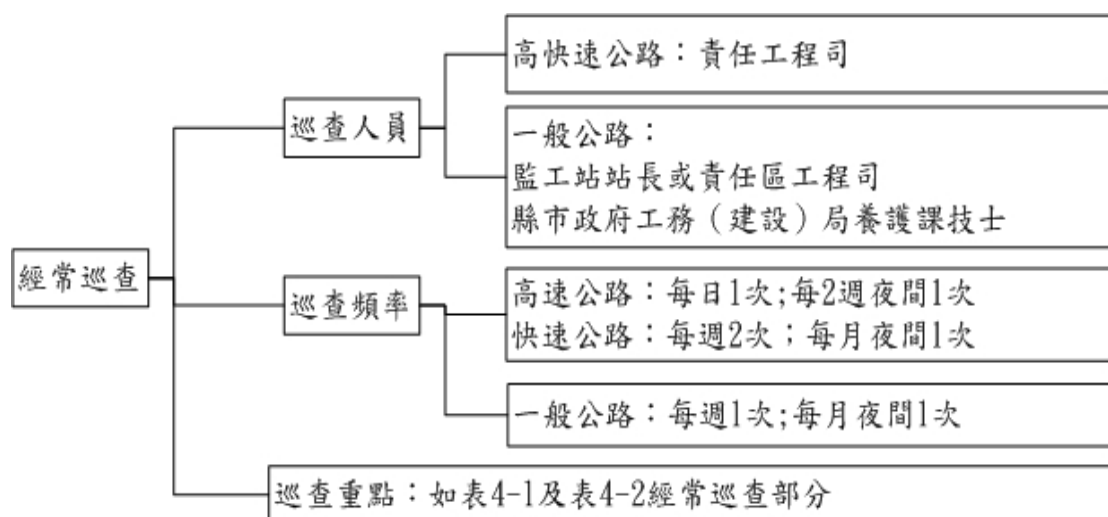 高快速公路：責任工程司
巡查人員
一般公路：
監工站站長或責任區工程司
縣市政府工務（建設）局養護課技士
經常巡查
巡查頻率
高速公路：每日1次;每2週夜間1次
快速公路：每週2次；每月夜間1次
一般公路：每週1次;每月夜間1次
巡查重點：如表4-1及表4-2經常巡查部分